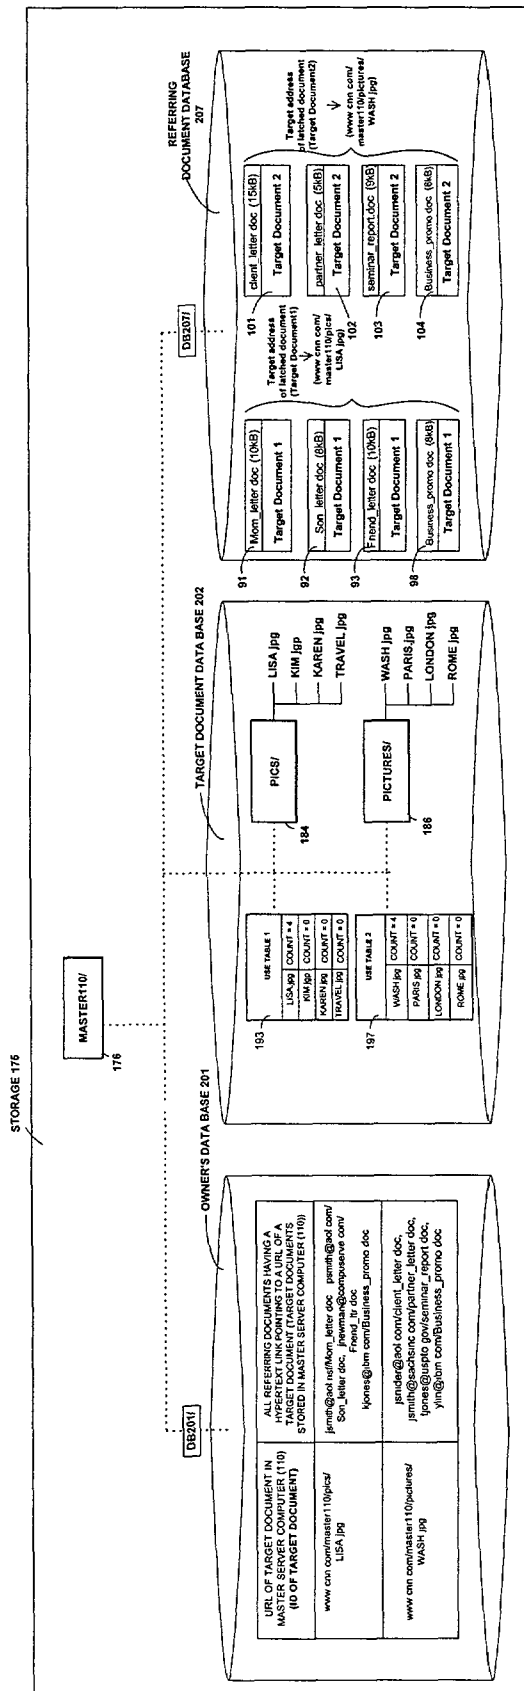 STORAGE 175
MASTER110/
176
DB201/
OWNER'S DATA BASE 201
URL OF TARGET DOCUMENT IN
MASTER SERVER COMPUTER (110)
(ID OF TARGET DOCUMENT)
ALL REFERRING DOCUMENTS HAVING A
HYPERTEXT LINK POINTING TO A URL OF A
TARGET DOCUMENT (TARGET DOCUMENTS
STORED IN MASTER SERVER COMPUTER (110))
www cnn com/master110/pics/
LISA jpg
jsmith@aol nsf/Mom_letter doc psmith@aol com/
Son_letter doc, jnewman@compuserve com/
Friend_ltr doc
kjones@ibm com/Business_promo doc
www cnn com/master110/pictures/
WASH jpg
jsnider@aol com/client_letter doc,
jsmith@sachsinc com/partner_letter doc,
tjones@uspto gov/seminar_report doc,
ylin@ibm com/Business_promo doc
TARGET DOCUMENT DATA BASE 202
193
USE TABLE 1
LISA.jpg COUNT = 4
KIM jgp COUNT = 0
KAREN jpg COUNT = 0
TRAVEL jpg COUNT = 0
197
USE TABLE 2
WASH jpg COUNT = 4
PARIS jpg COUNT = 0
LONDON jpg COUNT = 0
ROME jpg COUNT = 0
PICS/
184
LISA jpg
KIM jgp
KAREN jpg
TRAVEL jpg
PICTURES/
186
WASH jpg
PARIS.jpg
LONDON jpg
ROME jpg
DB207/
REFERRING
DOCUMENT DATABASE
207
91
Mom_letter doc (10kB)
Target Document 1
92
Son_letter doc (8kB)
Target Document 1
93
Friend_letter doc (10kB)
Target Document 1
98
Business_promo doc (8kB)
Target Document 1
Target address
of latched document
(Target Document1)
(www cnn com/
master110/pics/
LISA jpg)
101
client_letter doc (15kB)
Target Document 2
102
partner_letter doc (5kB)
Target Document 2
103
seminar_report.doc (9kB)
Target Document 2
104
Business_promo doc (6kB)
Target Document 2
Target address
of latched document
(Target Document2)
(www cnn com/
master110/pictures/
WASH jpg)